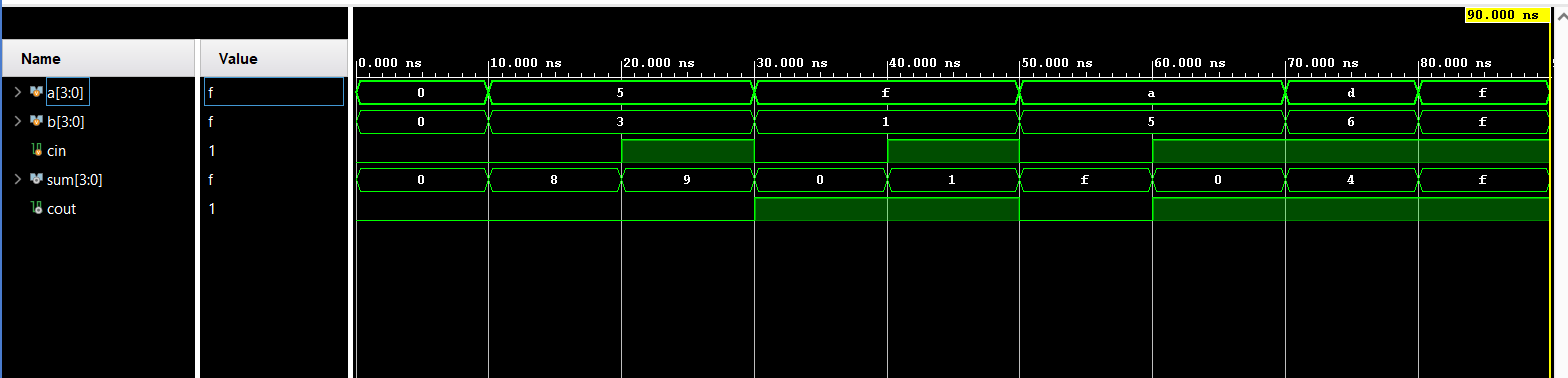 90.000 ns
Name Value
0.000 ns 10.000 ns 20.000 ns 30.000 ns 40.000 ns 50.000 ns 60.000 ns 70.000 ns 80.000 ns
a[3:0] f 0 5 f a d f
b[3:0] f 0 3 1 5 6 f
cin 1
sum[3:0] f 0 8 9 0 1 f 0 4 f
cout 1